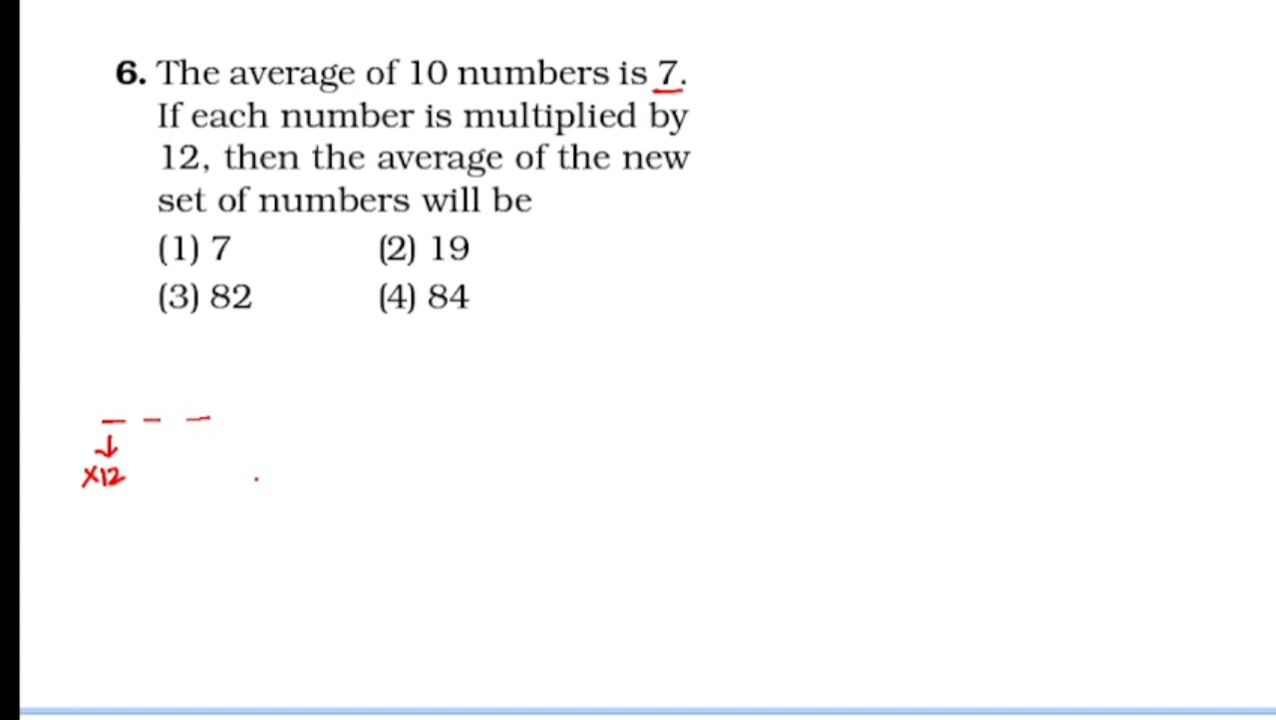 6. The average of 10 numbers is 7.
If each number is multiplied by
12, then the average of the new
set of numbers will be
(1) 7 (2) 19
(3) 82 (4) 84
×12